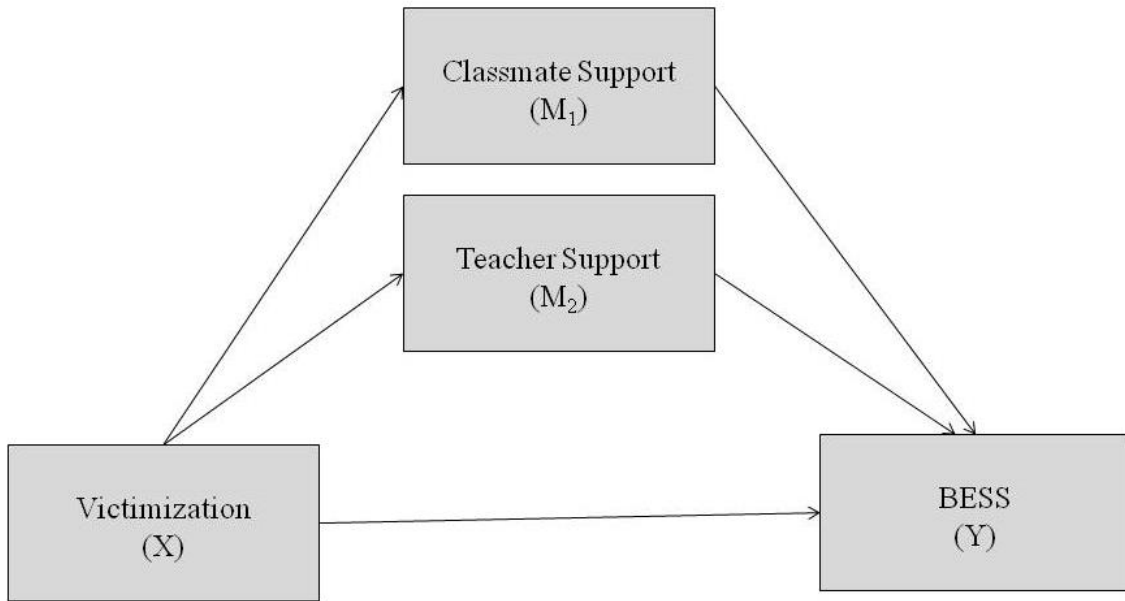 Classmate Support
(M₁)
Teacher Support
(M₂)
Victimization
(X)
BESS
(Y)